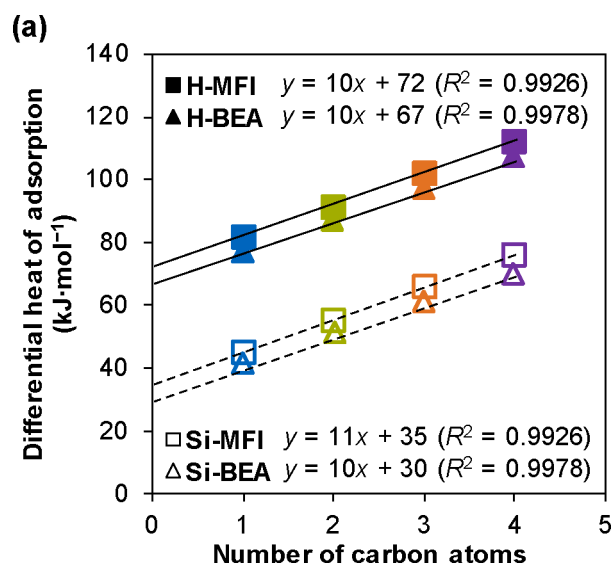 (a)
Differential heat of adsorption
(kJ·mol⁻¹)
140
120
100
80
60
40
20
0
H-MFI y = 10x + 72 (R² = 0.9926)
H-BEA y = 10x + 67 (R² = 0.9978)
Si-MFI y = 11x + 35 (R² = 0.9926)
Si-BEA y = 10x + 30 (R² = 0.9978)
0 1 2 3 4 5
Number of carbon atoms